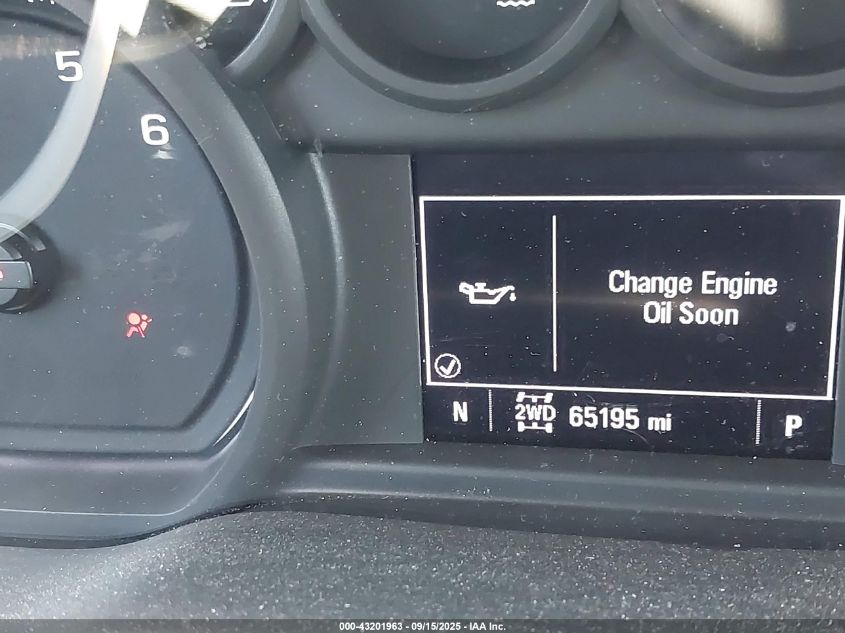 5
6
Change Engine
Oil Soon
N 2WD 65195 mi P
000-43201963 - 09/15/2025 - IAA Inc.